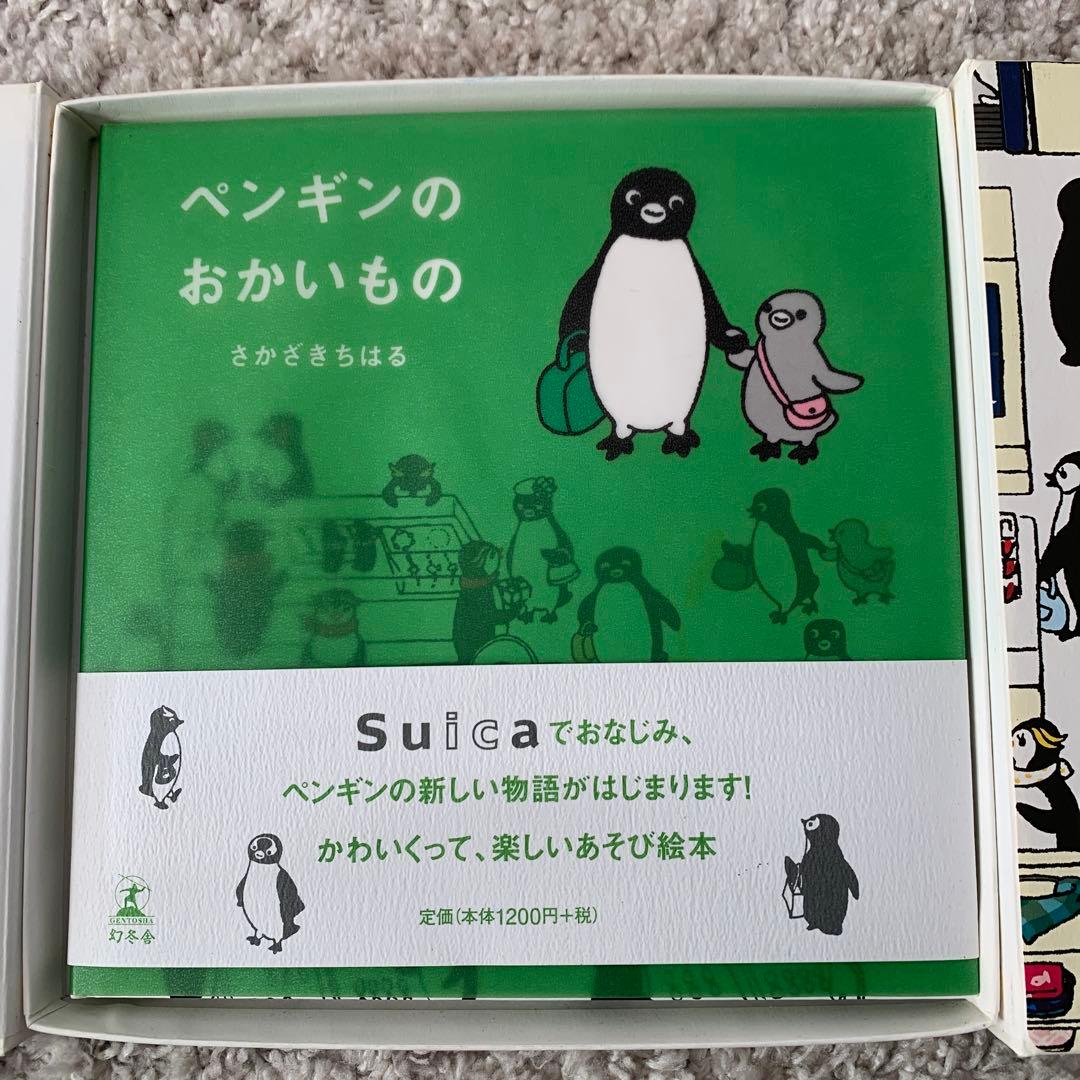 ペンギンの
おかいもの
さかざきちはる
Suicaでおなじみ、
ペンギンの新しい物語がはじまります!
かわいくって、楽しいあそび絵本
定価(本体1200円+税)
GENTOSHA
幻冬舎